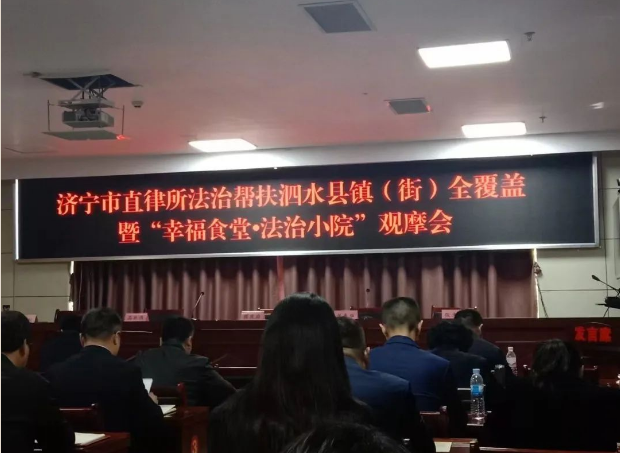 济宁市直律所法治帮扶泗水县镇（街）全覆盖
暨“幸福食堂·法治小院”观摩会
发言席